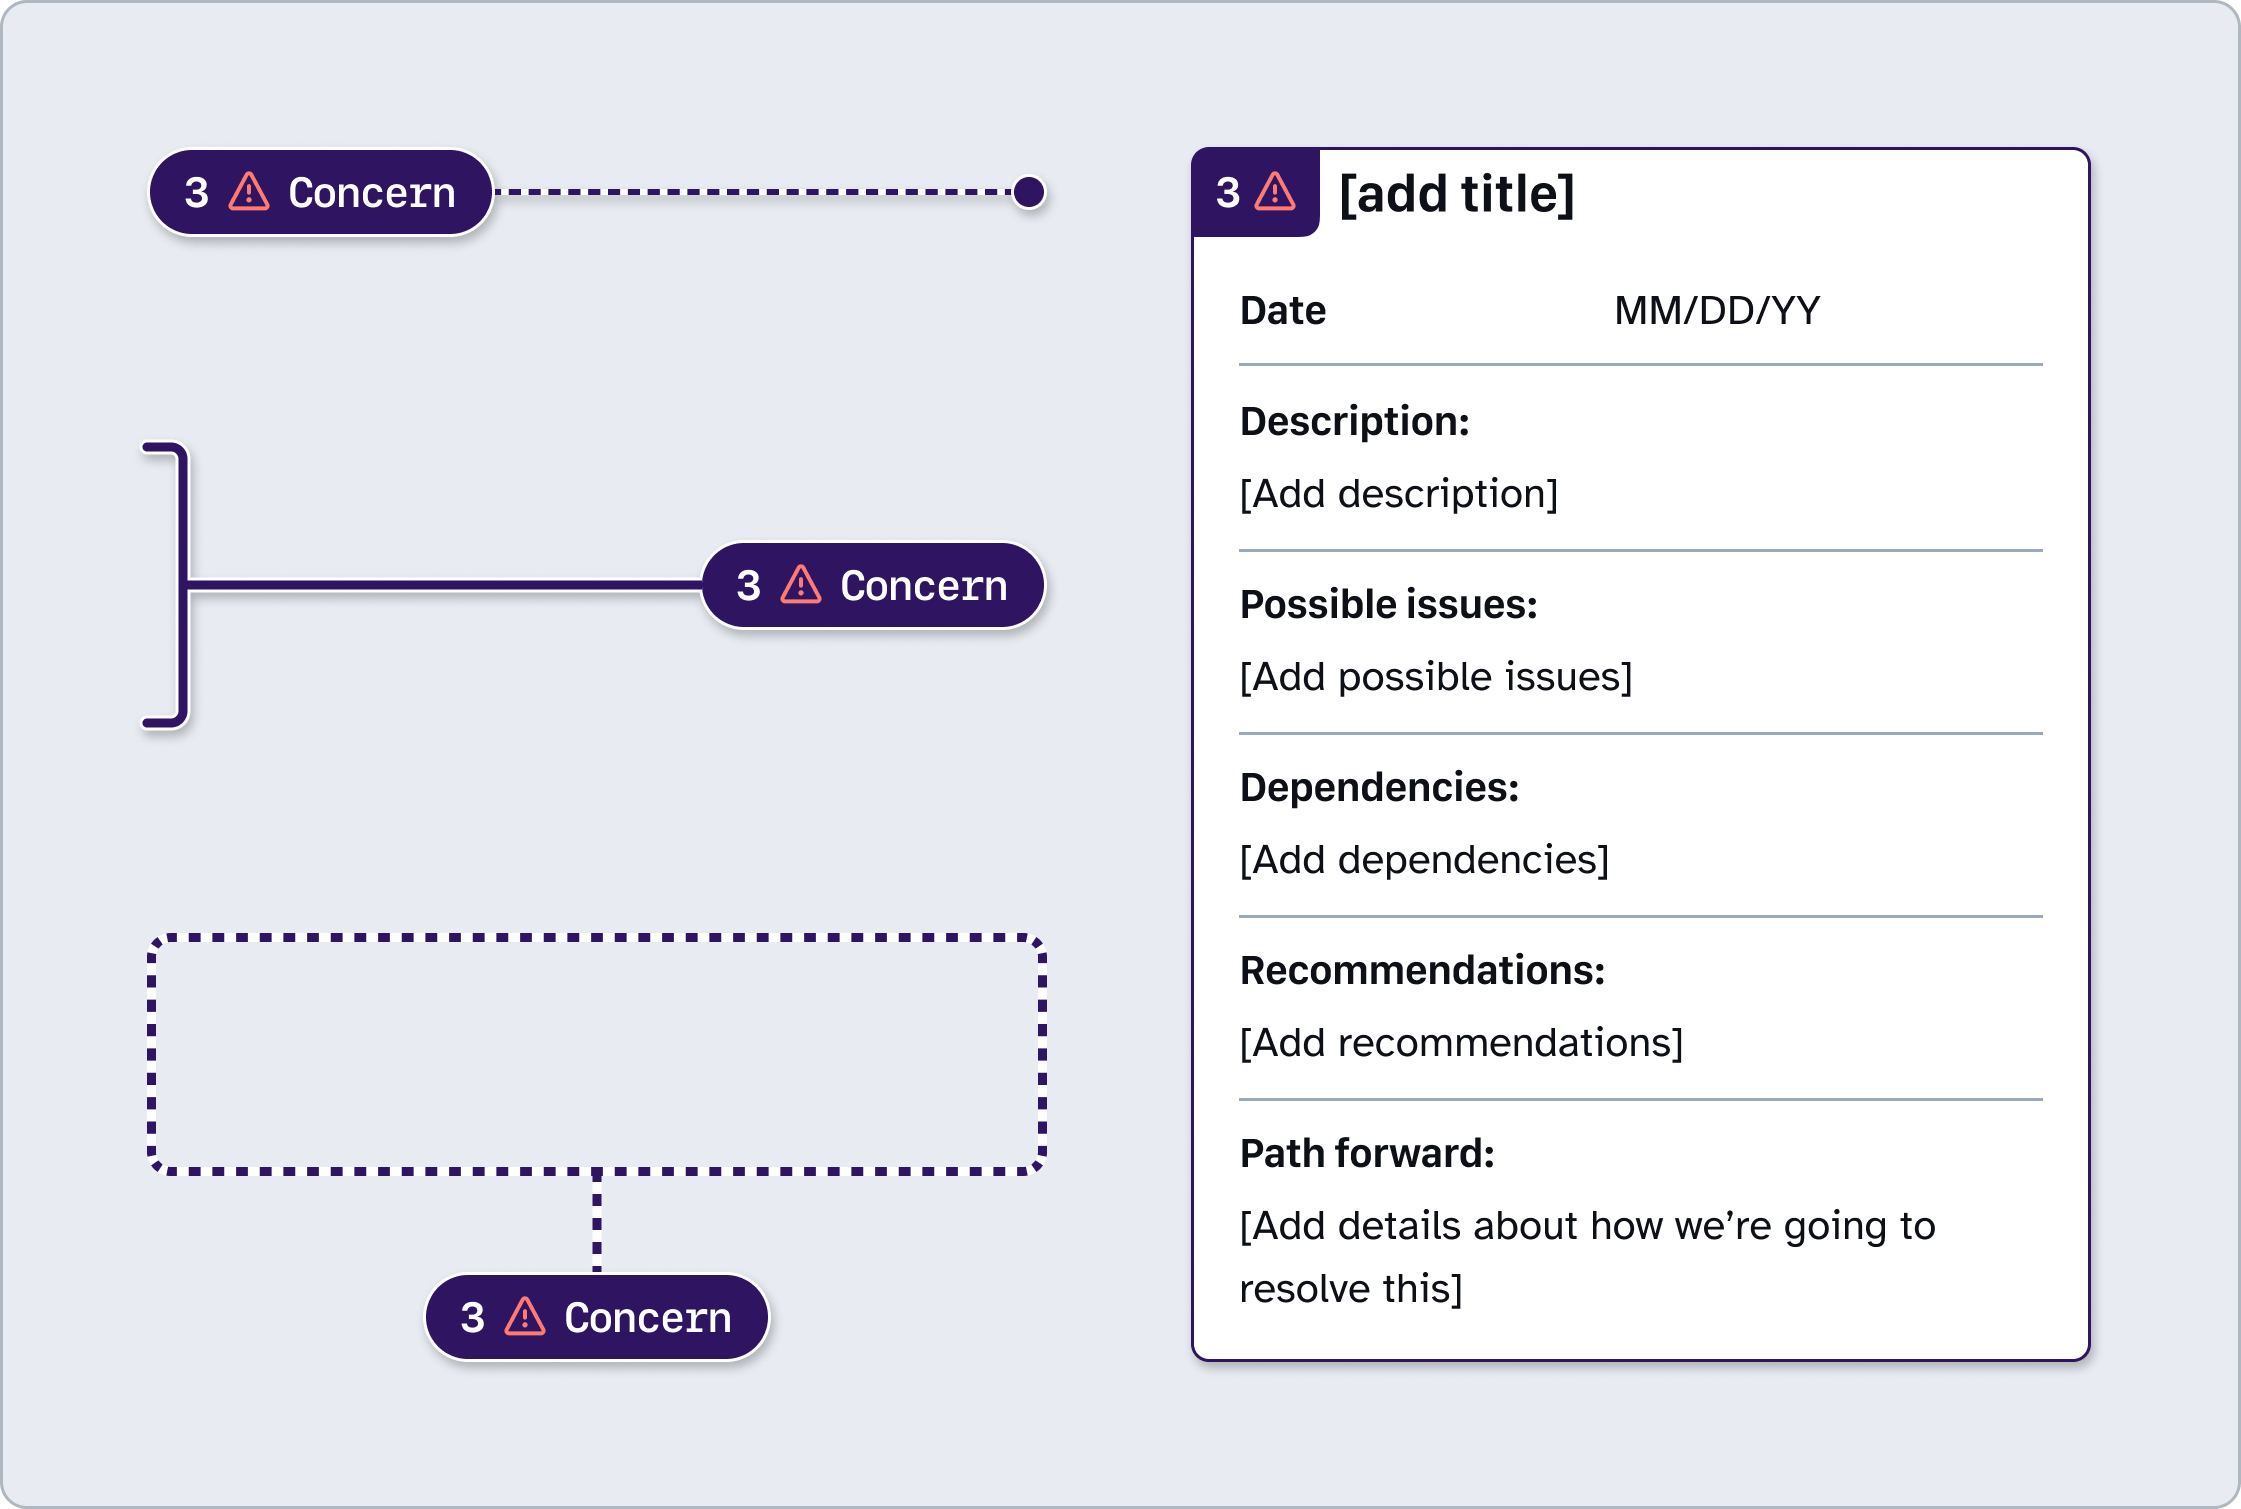 3 Concern
3 Concern
3 Concern
3 [add title]
Date MM/DD/YY
Description:
[Add description]
Possible issues:
[Add possible issues]
Dependencies:
[Add dependencies]
Recommendations:
[Add recommendations]
Path forward:
[Add details about how we’re going to
resolve this]